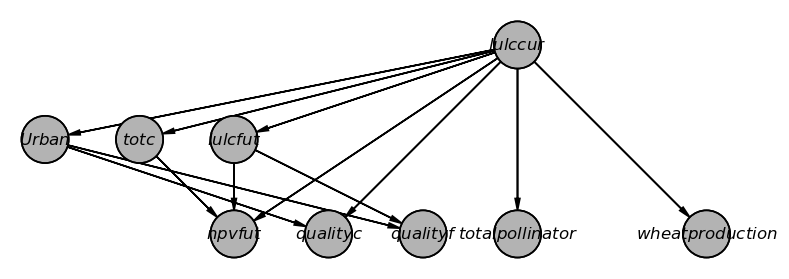 lulccur
Urban totc lulcfut
npvfut qualityc qualityf totalpollinator wheatproduction